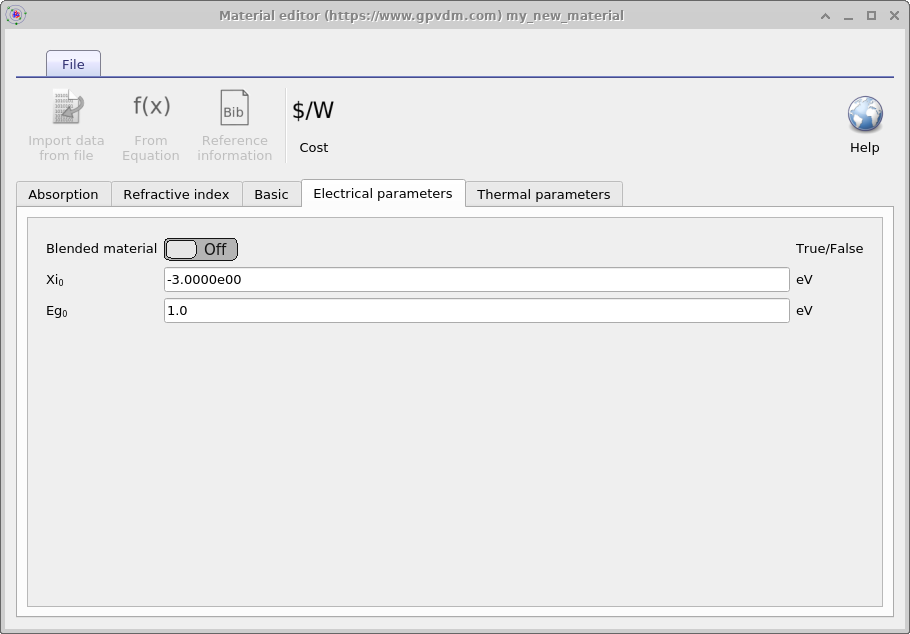 Material editor (https://www.gpvdm.com) my_new_material
File
Import data
from file
From
Equation
Reference
information
f(x)
Bib
$/W
Cost
Help
Absorption
Refractive index
Basic
Electrical parameters
Thermal parameters
Blended material Off True/False
Xi₀ -3.0000e00 eV
Eg₀ 1.0 eV